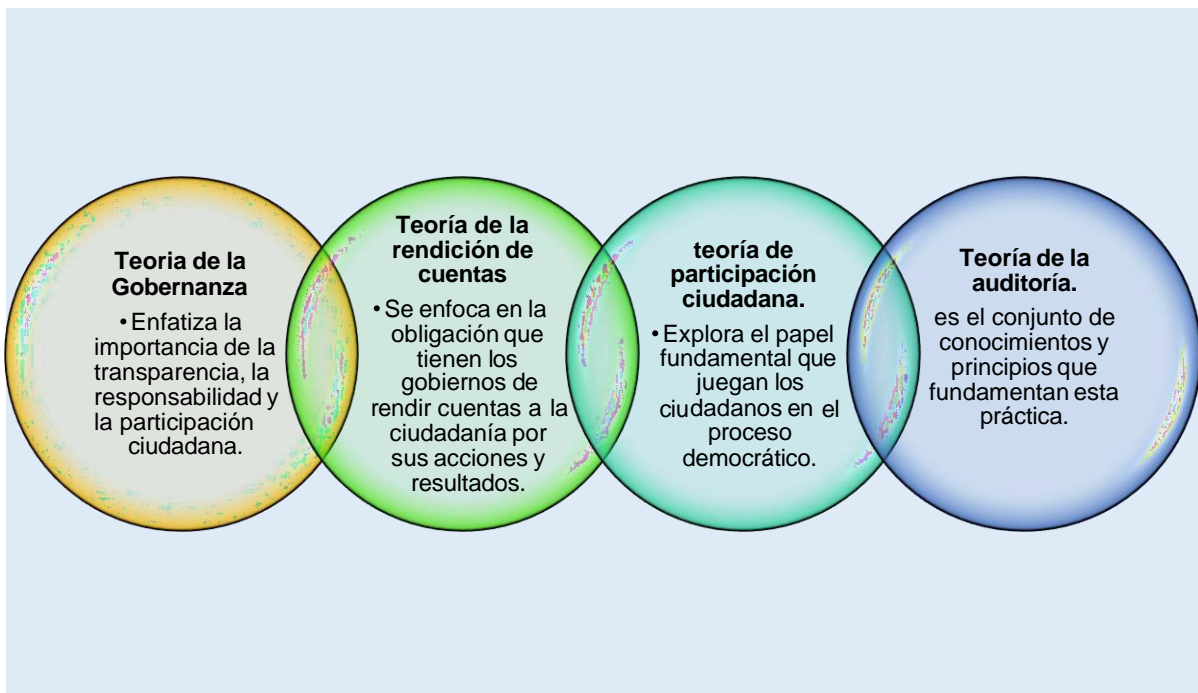 Teoria de la
Gobernanza
• Enfatiza la
importancia de la
transparencia, la
responsabilidad y
la participación
ciudadana.
Teoría de la
rendición de
cuentas
• Se enfoca en la
obligación que
tienen los
gobiernos de
rendir cuentas a la
ciudadanía por
sus acciones y
resultados.
teoría de
participación
ciudadana.
• Explora el papel
fundamental que
juegan los
ciudadanos en el
proceso
democrático.
Teoría de la
auditoría.
es el conjunto de
conocimientos y
principios que
fundamentan esta
práctica.